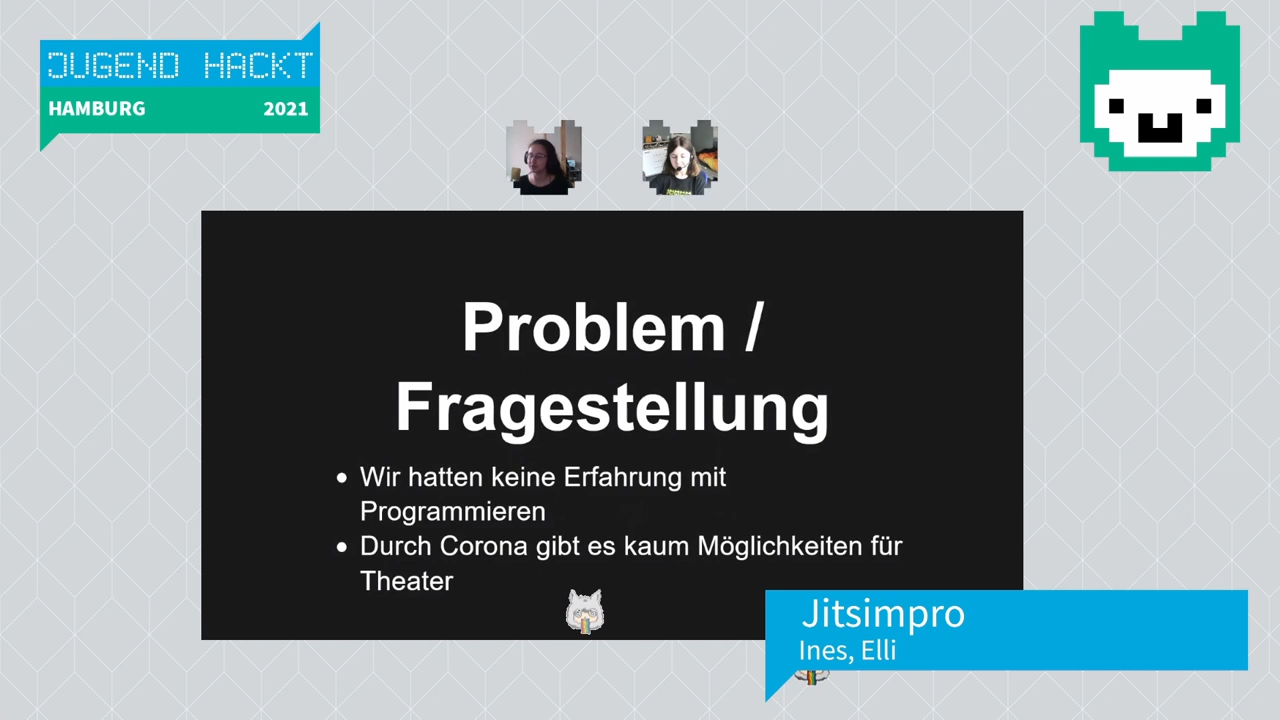 JUGEND HACKT
HAMBURG 2021
Problem /
Fragestellung
• Wir hatten keine Erfahrung mit
Programmieren
• Durch Corona gibt es kaum Möglichkeiten für
Theater
Jitsimpro
Ines, Elli